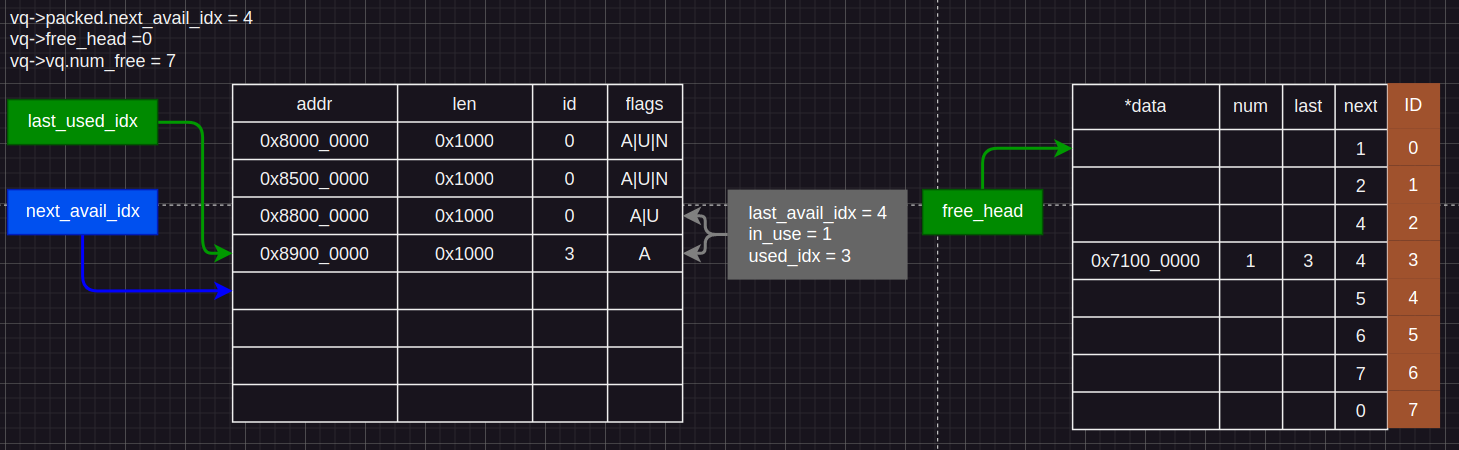 vq->packed.next_avail_idx = 4
vq->free_head =0
vq->vq.num_free = 7
last_used_idx
next_avail_idx
addr len id flags
0x8000_0000 0x1000 0 A|U|N
0x8500_0000 0x1000 0 A|U|N
0x8800_0000 0x1000 0 A|U
0x8900_0000 0x1000 3 A
last_avail_idx = 4
in_use = 1
used_idx = 3
free_head
*data num last next ID
1 0
2 1
4 2
0x7100_0000 1 3 4 3
5 4
6 5
7 6
0 7